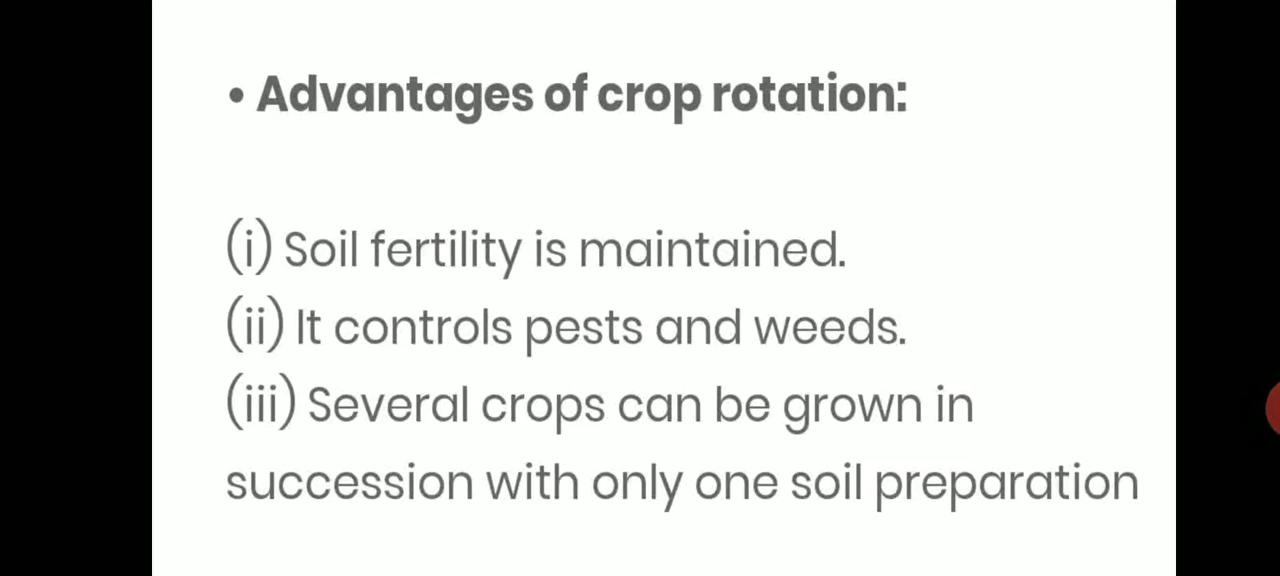 • Advantages of crop rotation:
(i) Soil fertility is maintained.
(ii) It controls pests and weeds.
(iii) Several crops can be grown in
succession with only one soil preparation